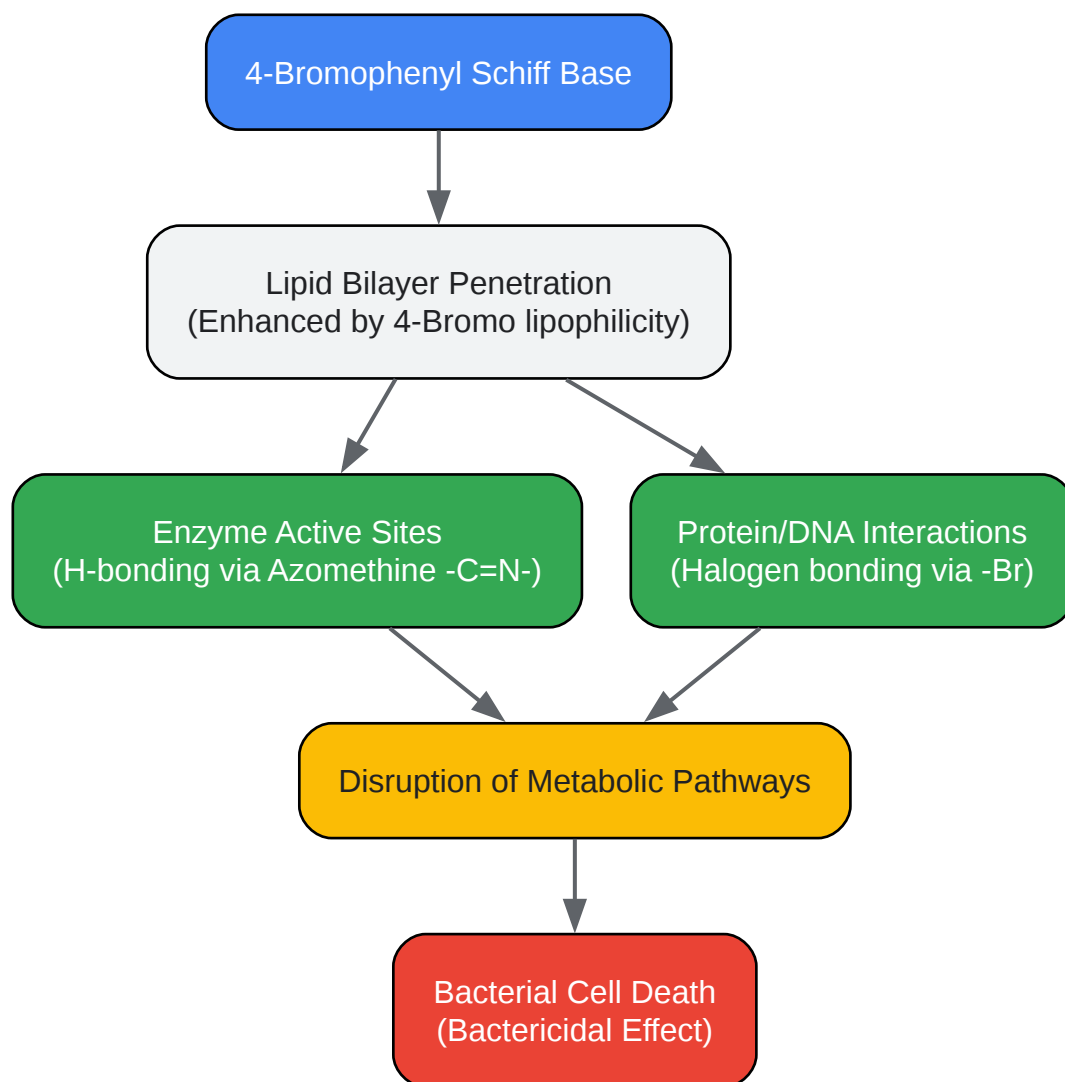 4-Bromophenyl Schiff Base
Lipid Bilayer Penetration
(Enhanced by 4-Bromo lipophilicity)
Enzyme Active Sites
(H-bonding via Azomethine -C=N-)
Protein/DNA Interactions
(Halogen bonding via -Br)
Disruption of Metabolic Pathways
Bacterial Cell Death
(Bactericidal Effect)